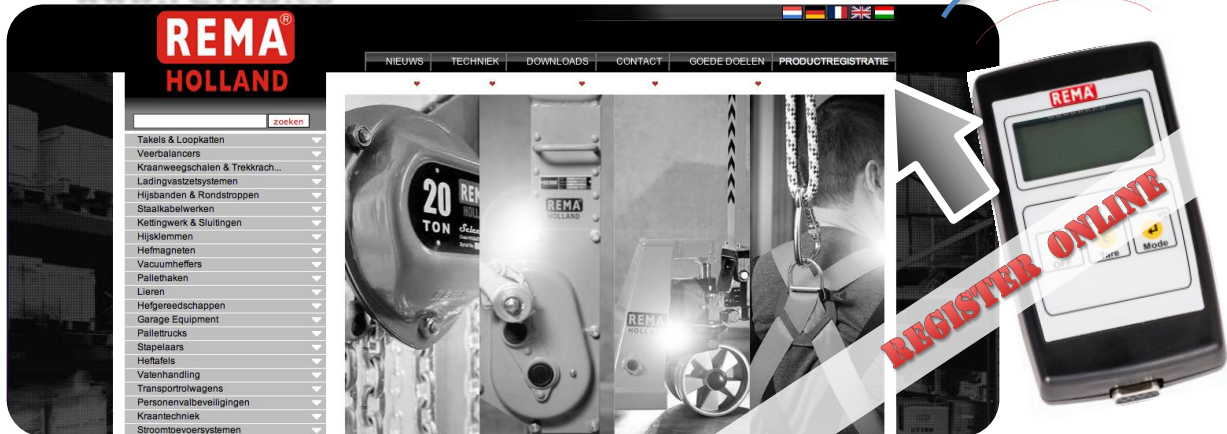 REMA®
HOLLAND
NIEUWS TECHNIEK DOWNLOADS CONTACT GOEDE DOELEN PRODUCTREGISTRATIE
zoeken
Takels & Loopkatten
Veerbalancers
Kraanweegschalen & Trekkrach...
Ladingvastzetsystemen
Hijsbanden & Rondstroppen
Staalkabelwerken
Kettingwerk & Sluitingen
Hijsklemmen
Hefmagneten
Vacuumheffers
Pallethaken
Lieren
Hefgereedschappen
Garage Equipment
Pallettrucks
Stapelaars
Heftafels
Vatenhandling
Transportrolwagens
Personenvalbeveiligingen
Kraantechniek
Stroomtoevoersystemen
20
TON
REMA
HOLLAND
REMA
HOLLAND
REMA
Off
Tare
Mode
REGISTER ONLINE